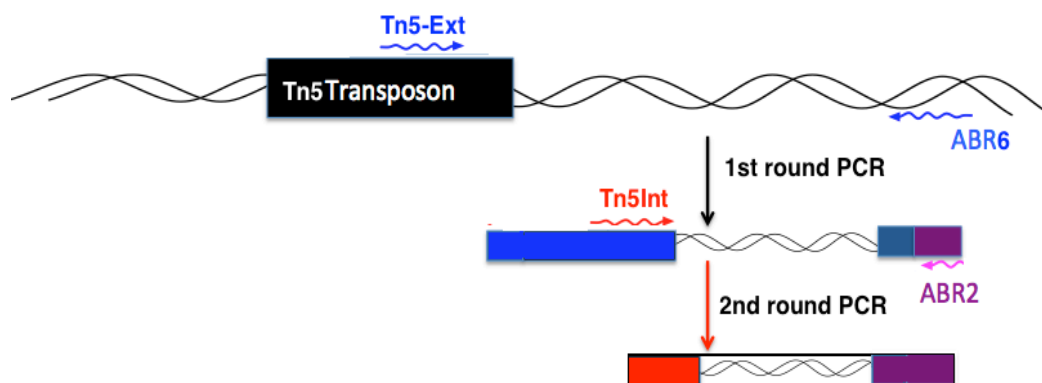 Tn5-Ext
Tn5Transposon
ABR6
1st round PCR
Tn5Int
ABR2
2nd round PCR